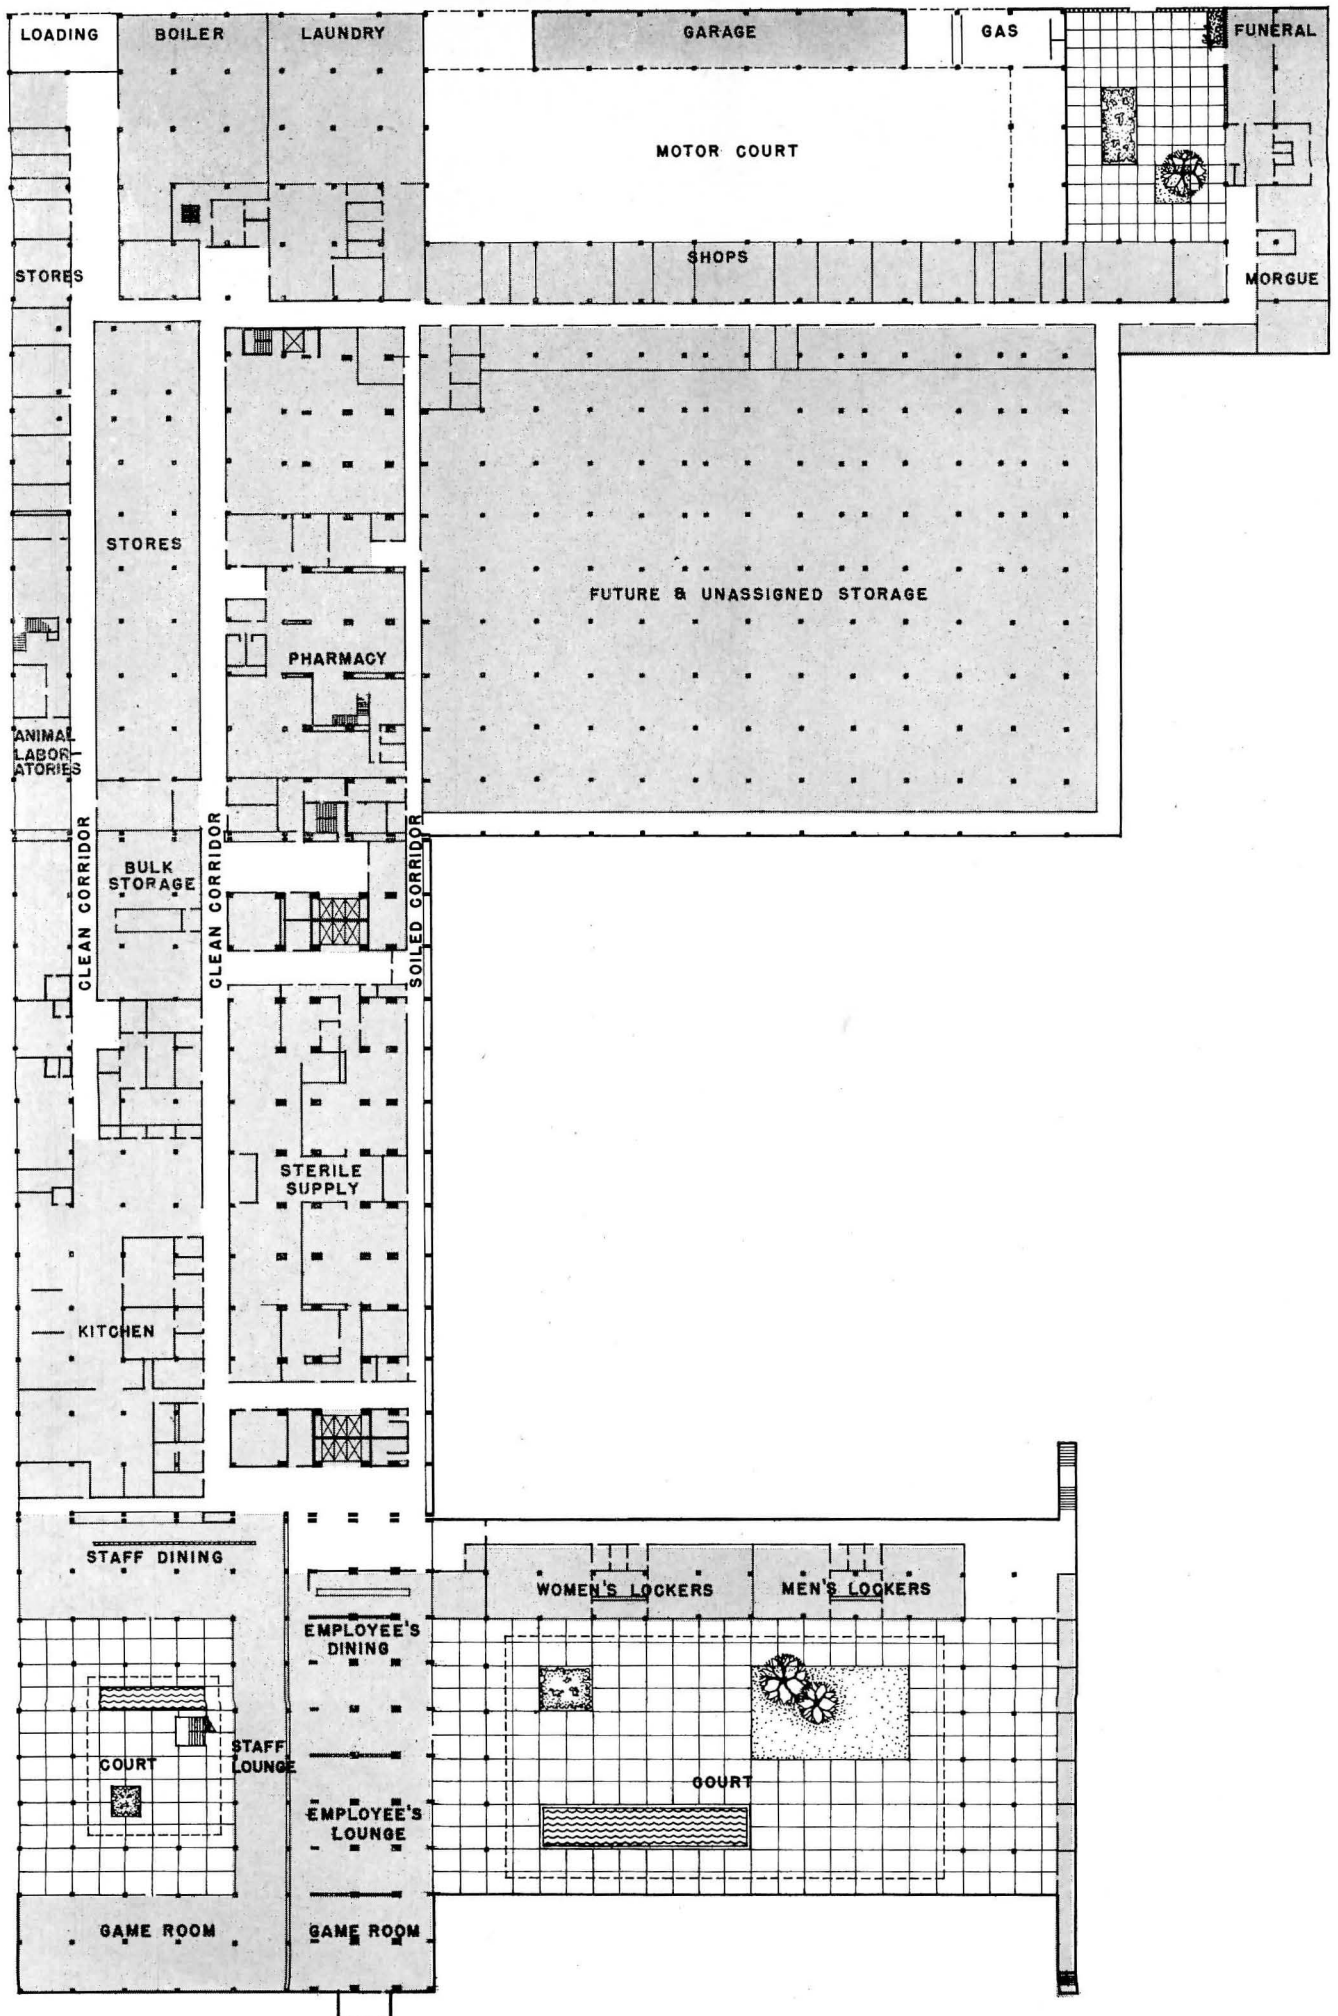 LOADING
BOILER
LAUNDRY
GARAGE
GAS
FUNERAL
MOTOR COURT
SHOPS
STORES
MORGUE
STORES
FUTURE & UNASSIGNED STORAGE
PHARMACY
ANIMAL
LABOR-
ATORIES
CLEAN CORRIDOR
BULK
STORAGE
CLEAN CORRIDOR
SOILED CORRIDOR
STERILE
SUPPLY
KITCHEN
STAFF DINING
WOMEN'S LOCKERS
MEN'S LOCKERS
EMPLOYEE'S
DINING
COURT
STAFF
LOUNGE
COURT
EMPLOYEE'S
LOUNGE
GAME ROOM
GAME ROOM